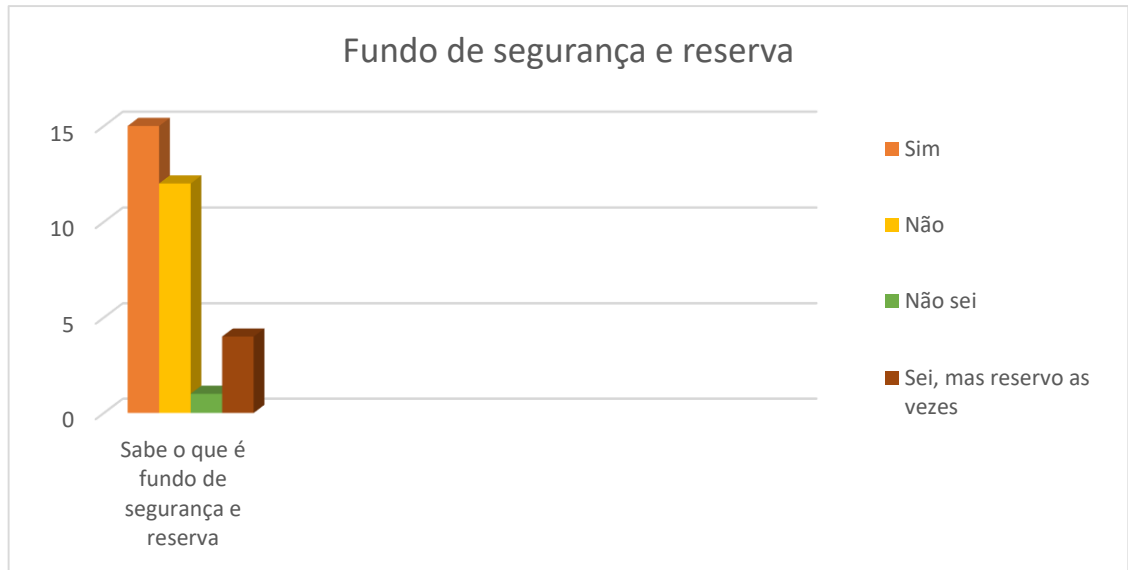 Fundo de segurança e reserva
15
10
5
0
Sabe o que é
fundo de
segurança e
reserva
Sim
Não
Não sei
Sei, mas reservo as
vezes